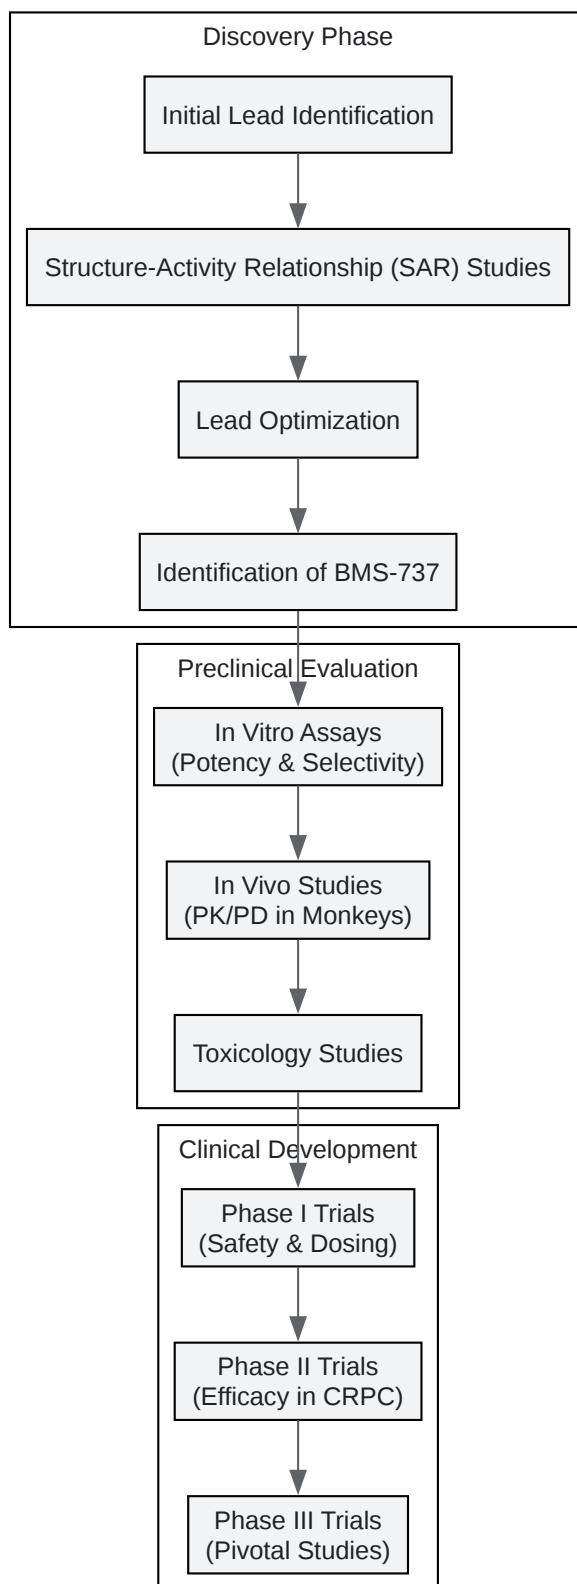 Discovery Phase
Initial Lead Identification
Structure-Activity Relationship (SAR) Studies
Lead Optimization
Identification of BMS-737
Preclinical Evaluation
In Vitro Assays
(Potency & Selectivity)
In Vivo Studies
(PK/PD in Monkeys)
Toxicology Studies
Clinical Development
Phase I Trials
(Safety & Dosing)
Phase II Trials
(Efficacy in CRPC)
Phase III Trials
(Pivotal Studies)